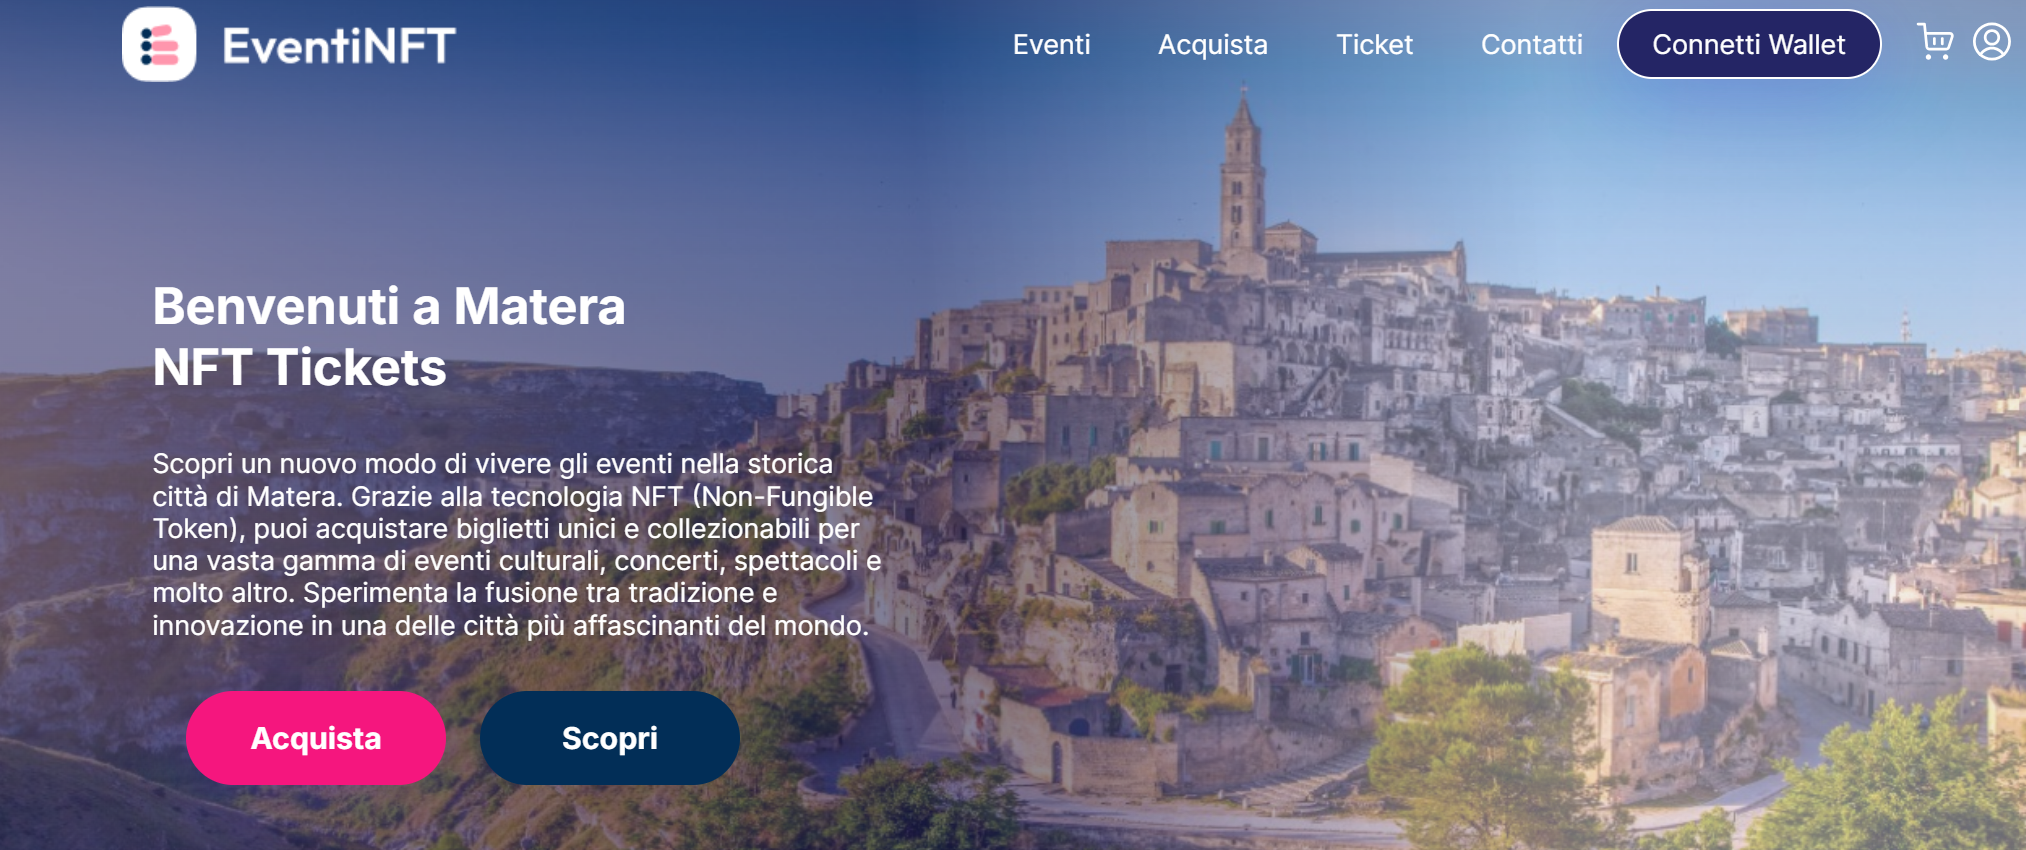 EventiNFT
Eventi
Acquista
Ticket
Contatti
Connetti Wallet
Benvenuti a Matera
NFT Tickets
Scopri un nuovo modo di vivere gli eventi nella storica
città di Matera. Grazie alla tecnologia NFT (Non-Fungible
Token), puoi acquistare biglietti unici e collezionabili per
una vasta gamma di eventi culturali, concerti, spettacoli e
molto altro. Sperimenta la fusione tra tradizione e
innovazione in una delle città più affascinanti del mondo.
Acquista
Scopri